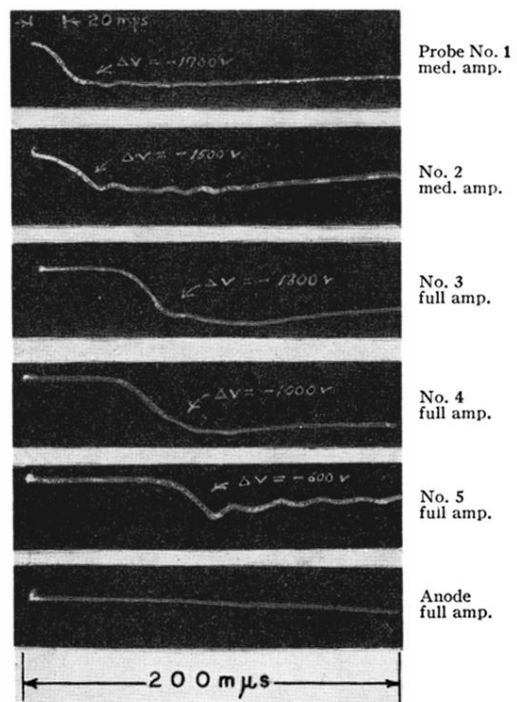 20 mμs
Probe No. 1
med. amp.
ΔV = -1700 v
No. 2
med. amp.
ΔV = -1500 v
No. 3
full amp.
ΔV = -1300 v
No. 4
full amp.
ΔV =
No. 5
full amp.
ΔV = -600 v
Anode
full amp.
200 mμs